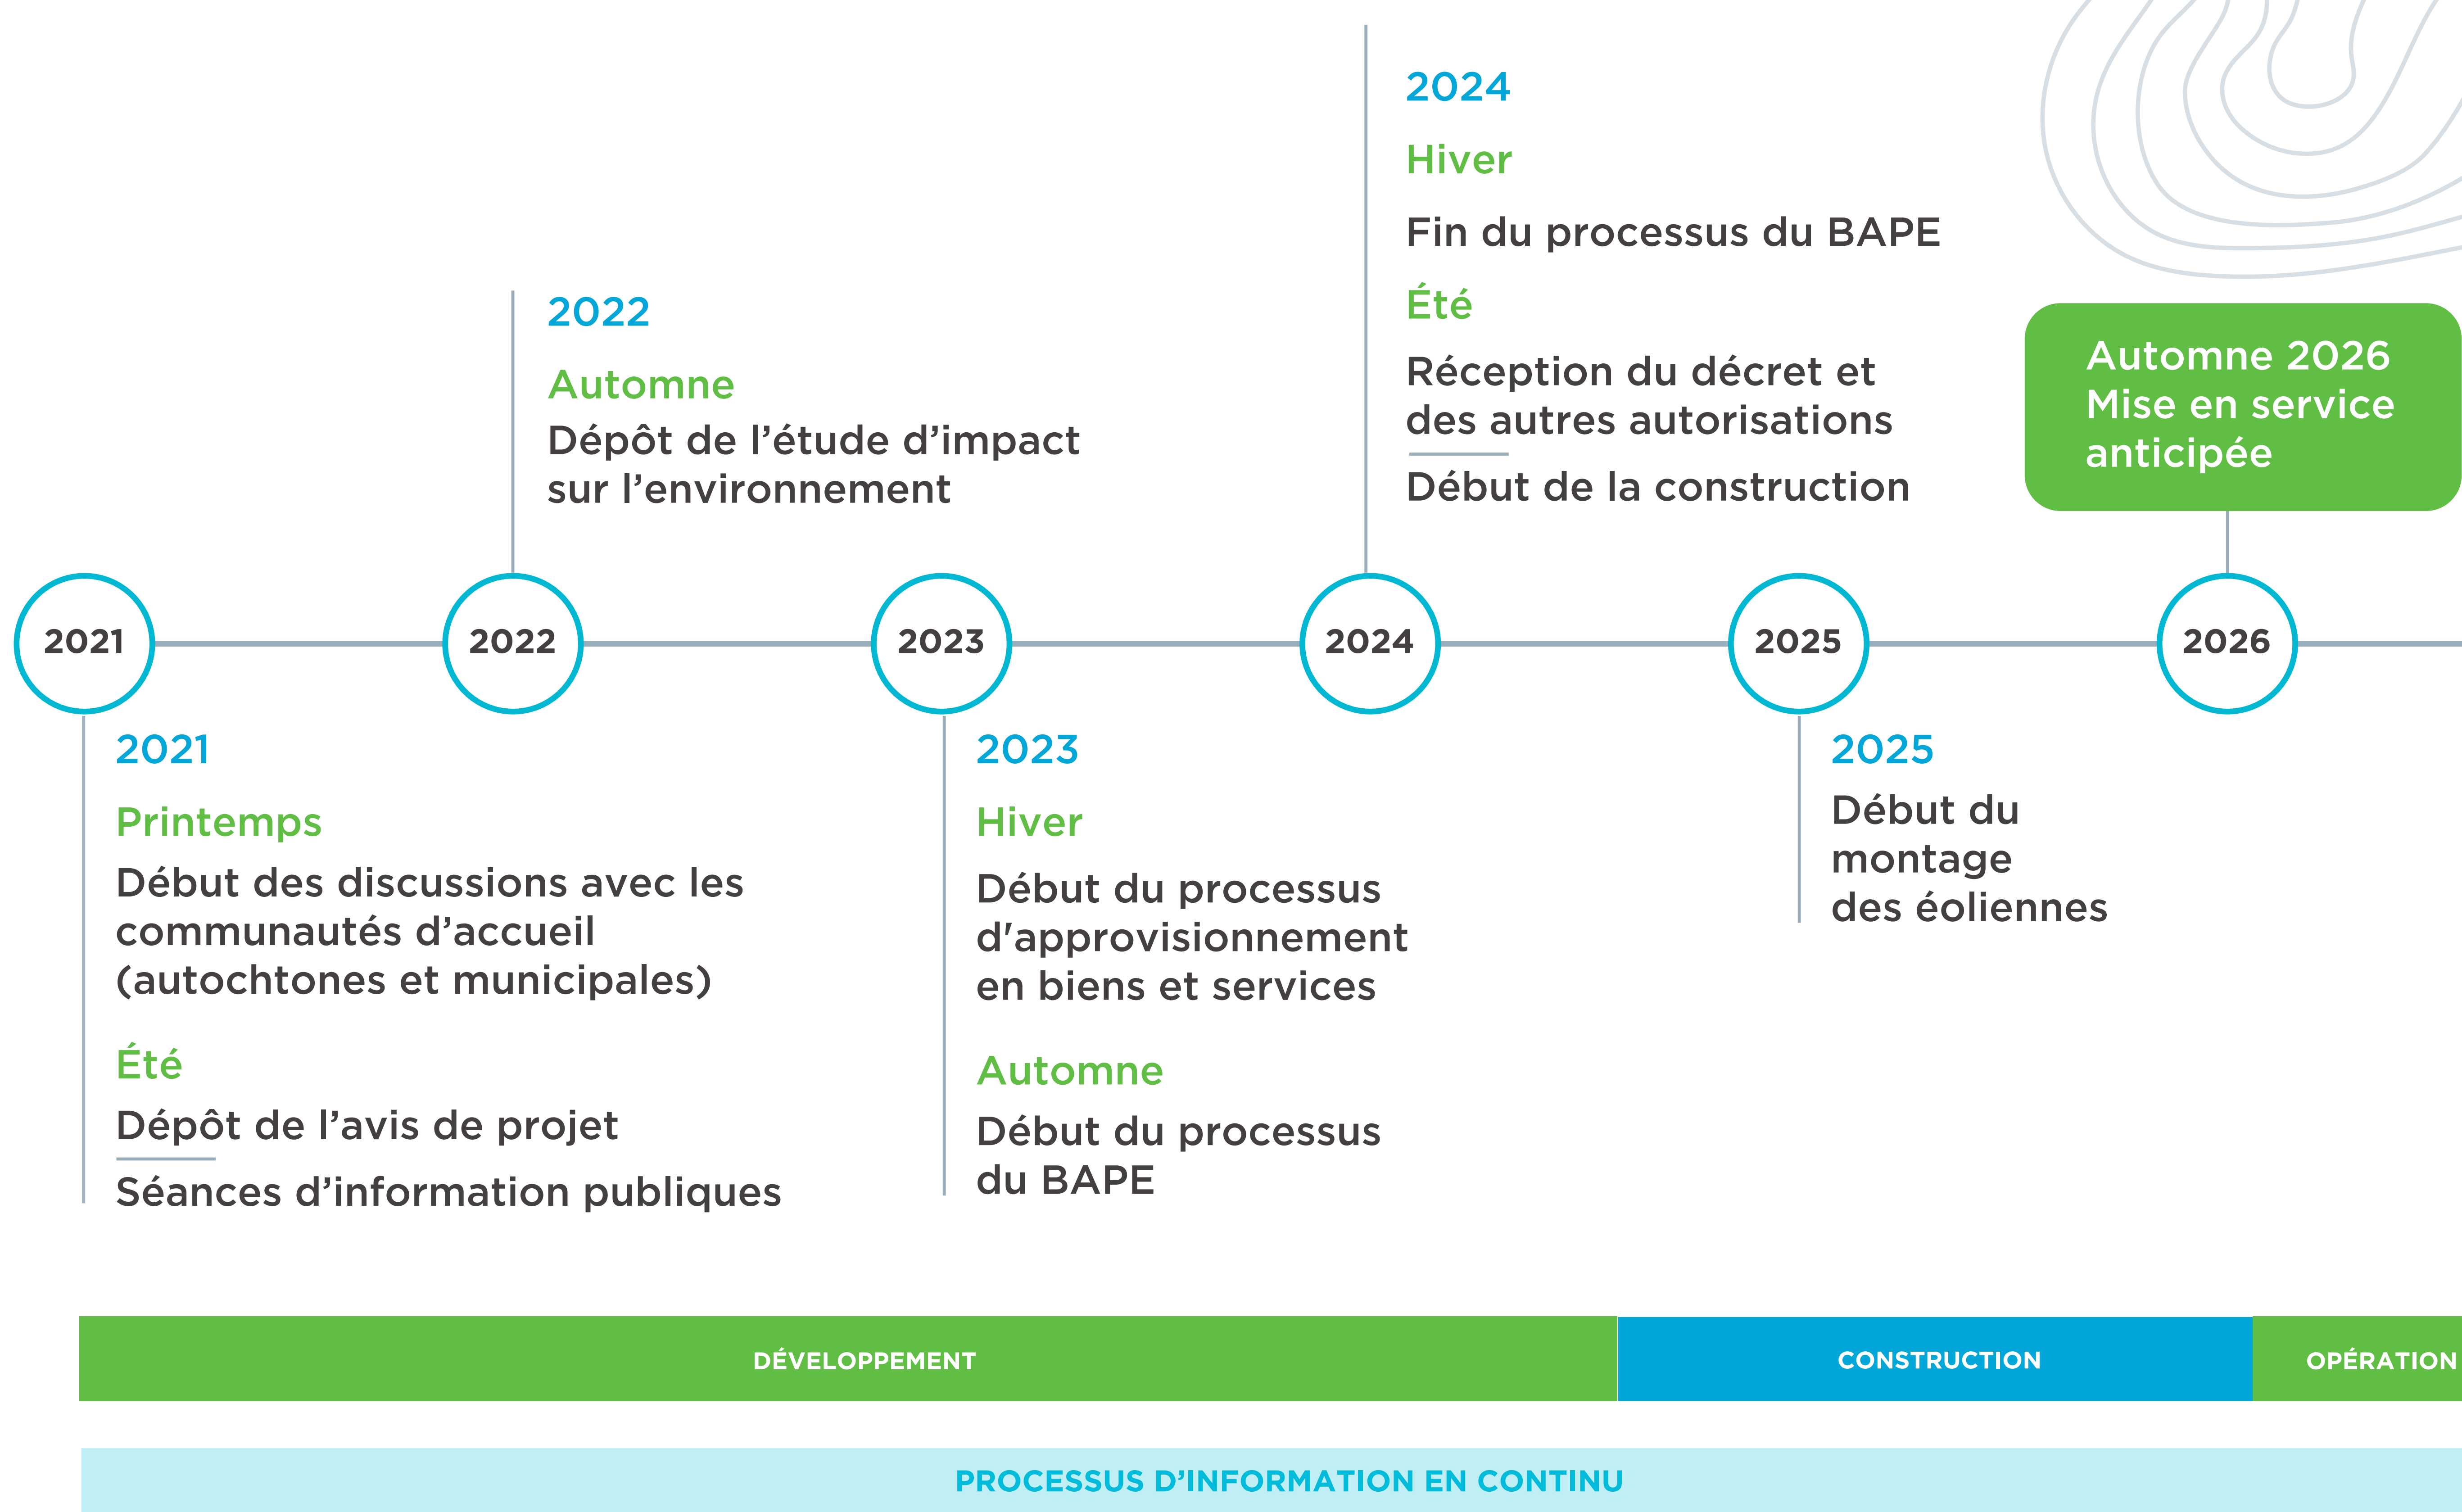 2024
Hiver
Fin du processus du BAPE
Été
Réception du décret et
des autres autorisations
Début de la construction
2022
Automne
Dépôt de l’étude d’impact
sur l’environnement
Automne 2026
Mise en service
anticipée
2021
2022
2023
2024
2025
2026
2021
Printemps
Début des discussions avec les
communautés d’accueil
(autochtones et municipales)
Été
Dépôt de l’avis de projet
Séances d’information publiques
2023
Hiver
Début du processus
d'approvisionnement
en biens et services
Automne
Début du processus
du BAPE
2025
Début du
montage
des éoliennes
DÉVELOPPEMENT
CONSTRUCTION
OPÉRATION
PROCESSUS D’INFORMATION EN CONTINU